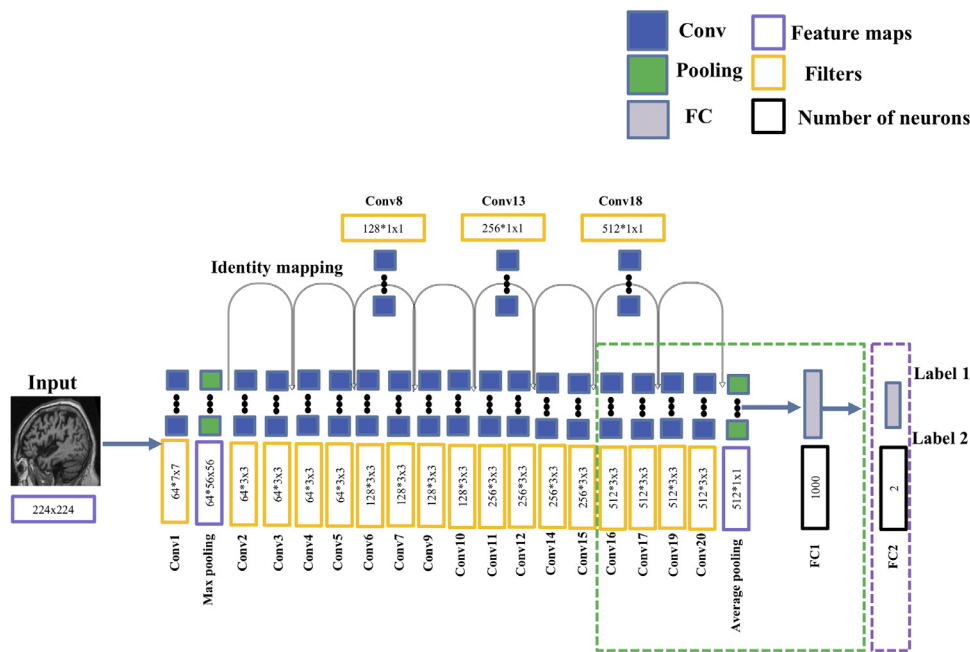 Conv
Feature maps
Pooling
Filters
FC
Number of neurons
Conv8
Conv13
Conv18
128*1x1
256*1x1
512*1x1
Identity mapping
Input
Label 1
Label 2
224x224
64*7x7
64*56x56
64*3x3
64*3x3
64*3x3
64*3x3
128*3x3
128*3x3
128*3x3
128*3x3
256*3x3
256*3x3
256*3x3
256*3x3
512*3x3
512*3x3
512*3x3
512*3x3
512*1x1
1000
2
Conv1
Max pooling
Conv2
Conv3
Conv4
Conv5
Conv6
Conv7
Conv9
Conv10
Conv11
Conv12
Conv14
Conv15
Conv16
Conv17
Conv19
Conv20
Average pooling
FC1
FC2